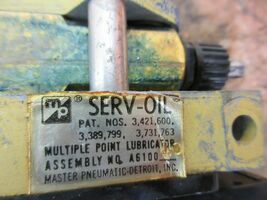 mp SERV-OIL
PAT. NOS. 3,421,600,
3,389,799, 3,731,763
MULTIPLE POINT LUBRICATOR
ASSEMBLY NO. A6100
MASTER PNEUMATIC-DETROIT, INC.